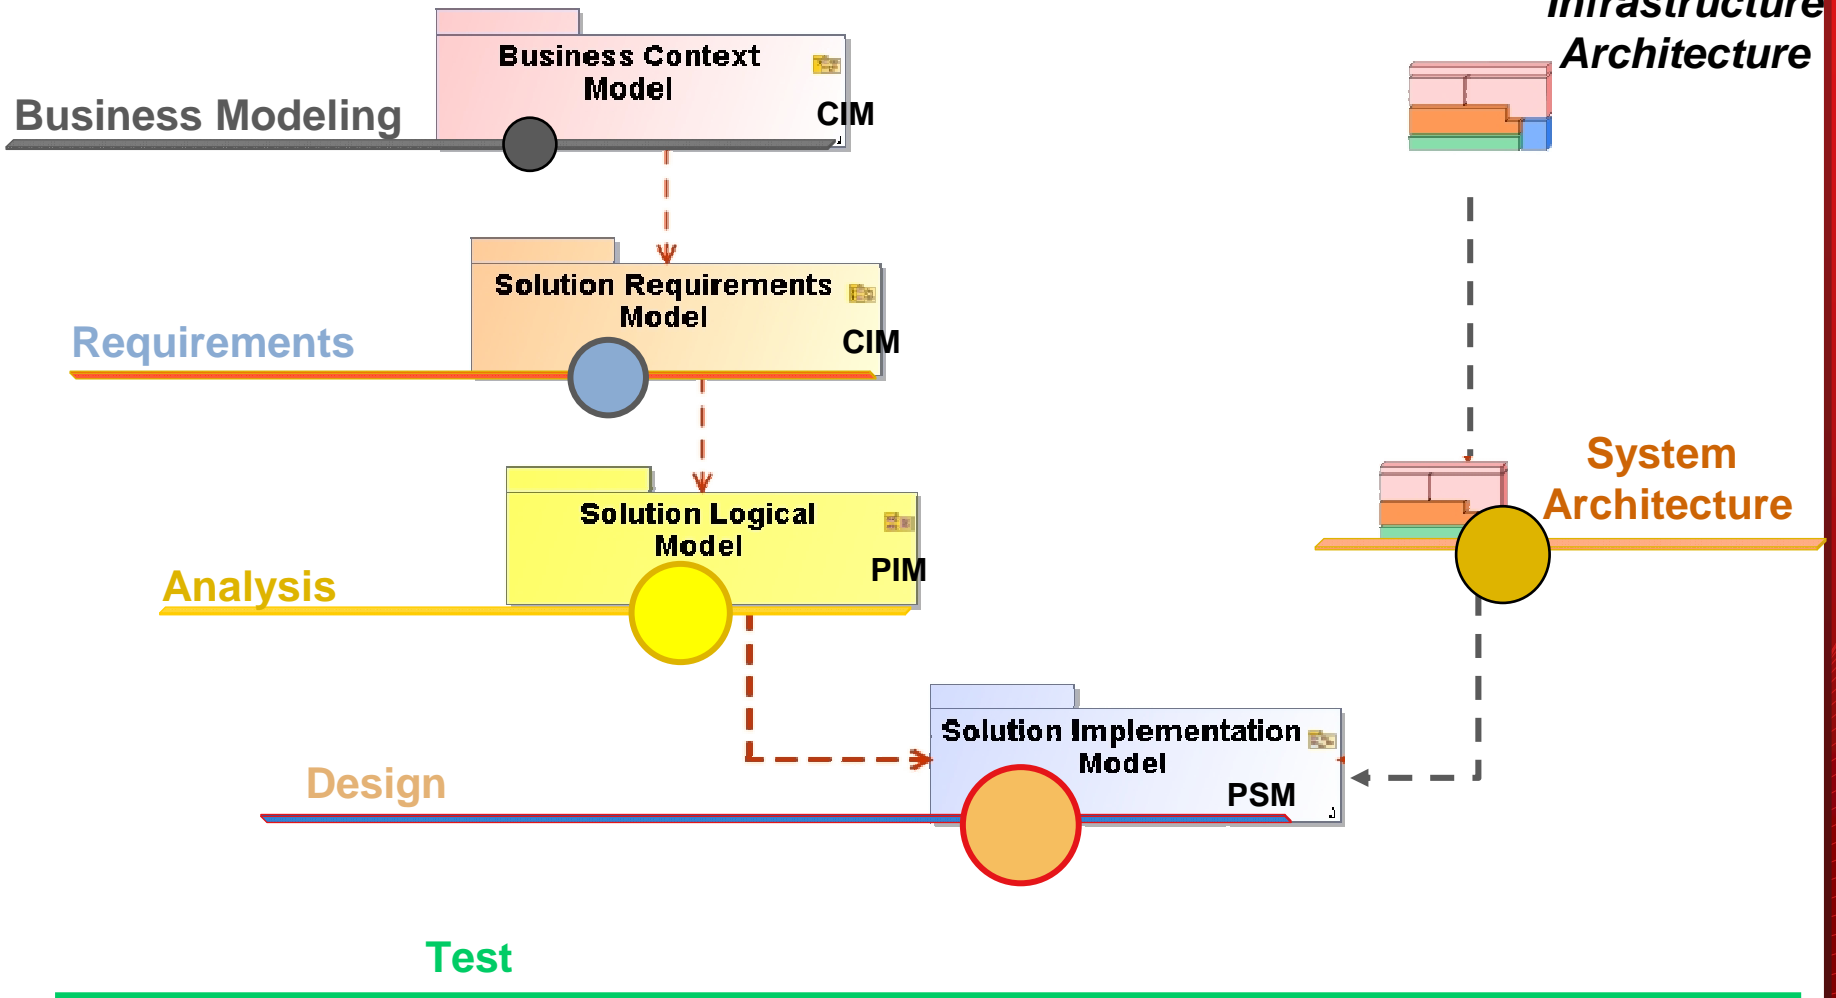 Infrastructure
Architecture
Business Context
Model
CIM
Business Modeling
Solution Requirements
Model
CIM
Requirements
System
Architecture
Solution Logical
Model
PIM
Analysis
Solution Implementation
Model
PSM
Design
Test